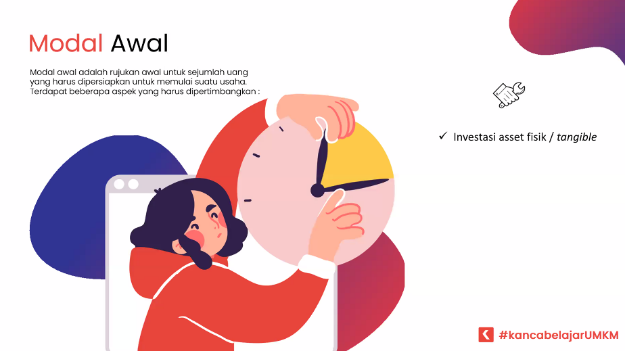 Modal Awal
Modal awal adalah rujukan awal untuk sejumlah uang
yang harus dipersiapkan untuk memulai suatu usaha.
Terdapat beberapa aspek yang harus dipertimbangkan :
✓ Investasi asset fisik / tangible
#kancabelajarUMKM